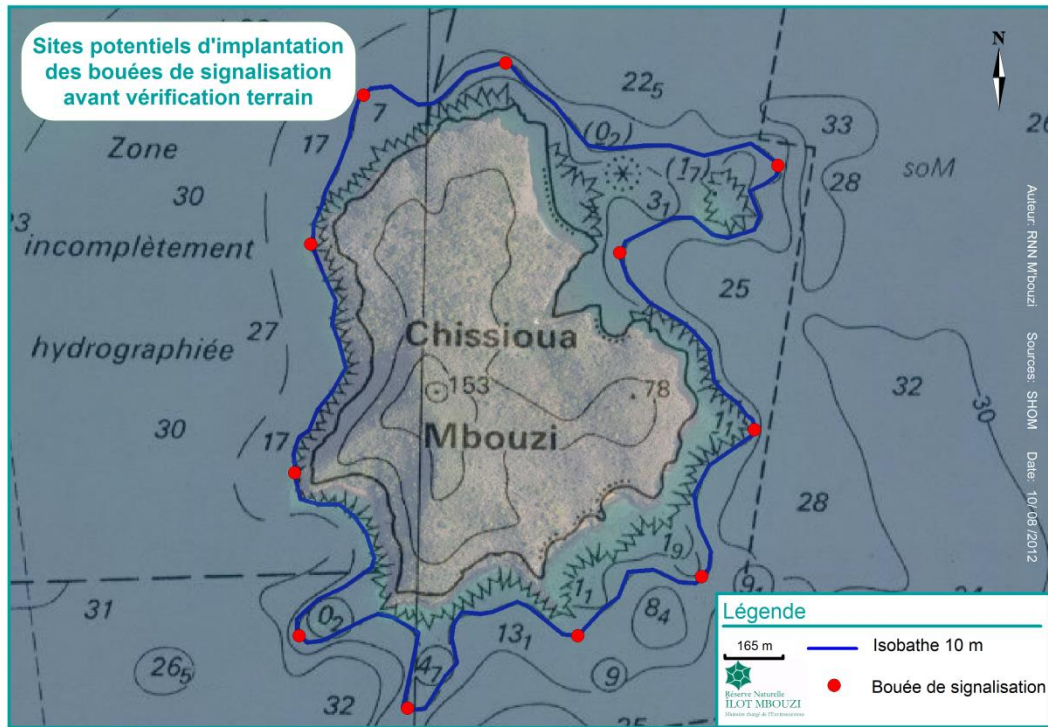 Sites potentiels d'implantation
des bouées de signalisation
avant vérification terrain
N
22₅
7
(0₂)
33
17
Zone
(1₇)
soM
28
30
3₁
incomplètement
25
27
Chissioua
hydrographiée
153
78
32
30
Mbouzi
1₁
30
17
28
1₉
9₁
31
(0₂)
1₁
8₄
13₁
26₅
4₇
9
32
Auteur: RNN M'bouzi Sources: SHOM Date: 10/ 08 /2012
Légende
165 m
Isobathe 10 m
Réserve Naturelle
ÎLOT MBOUZI
Bouée de signalisation